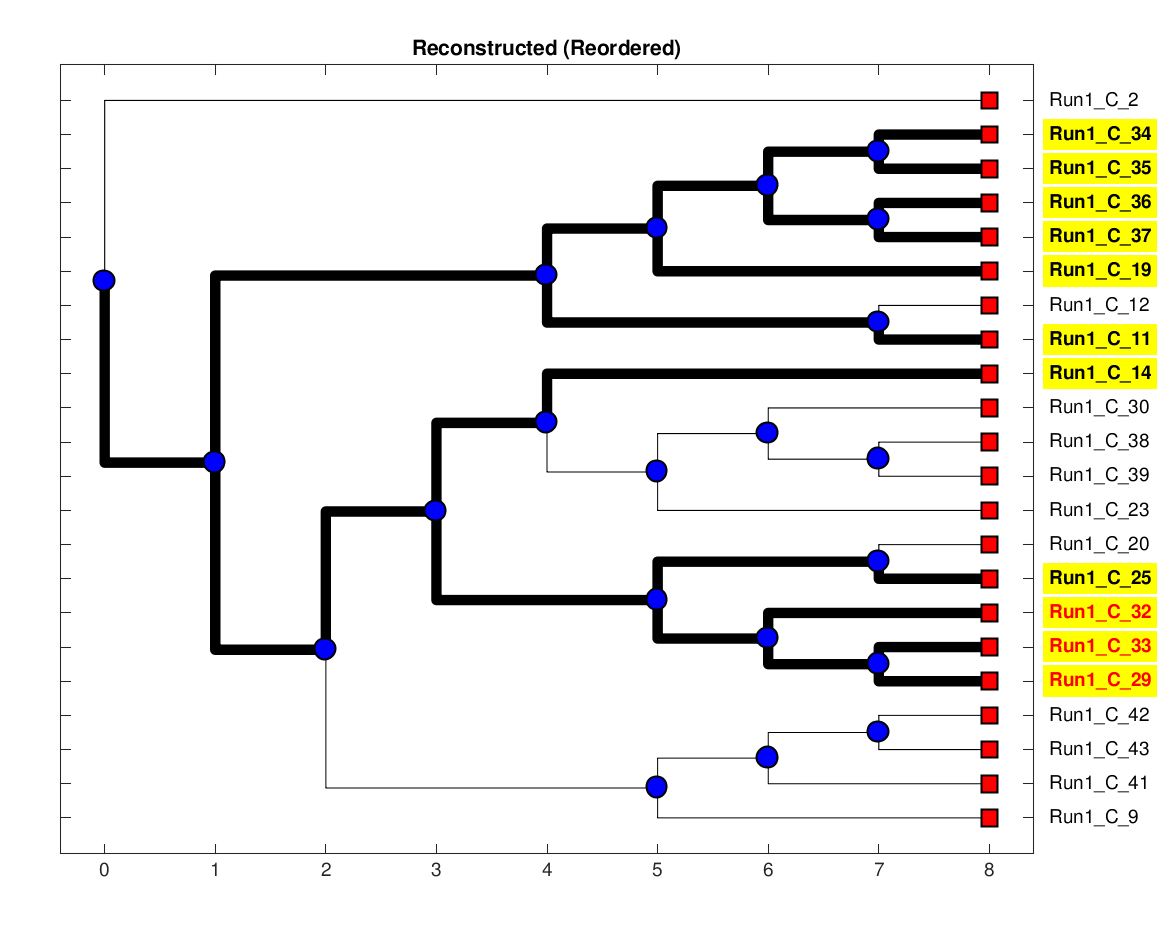 Reconstructed (Reordered)
Run1_C_2
Run1_C_34
Run1_C_35
Run1_C_36
Run1_C_37
Run1_C_19
Run1_C_12
Run1_C_11
Run1_C_14
Run1_C_30
Run1_C_38
Run1_C_39
Run1_C_23
Run1_C_20
Run1_C_25
Run1_C_32
Run1_C_33
Run1_C_29
Run1_C_42
Run1_C_43
Run1_C_41
Run1_C_9
0 1 2 3 4 5 6 7 8